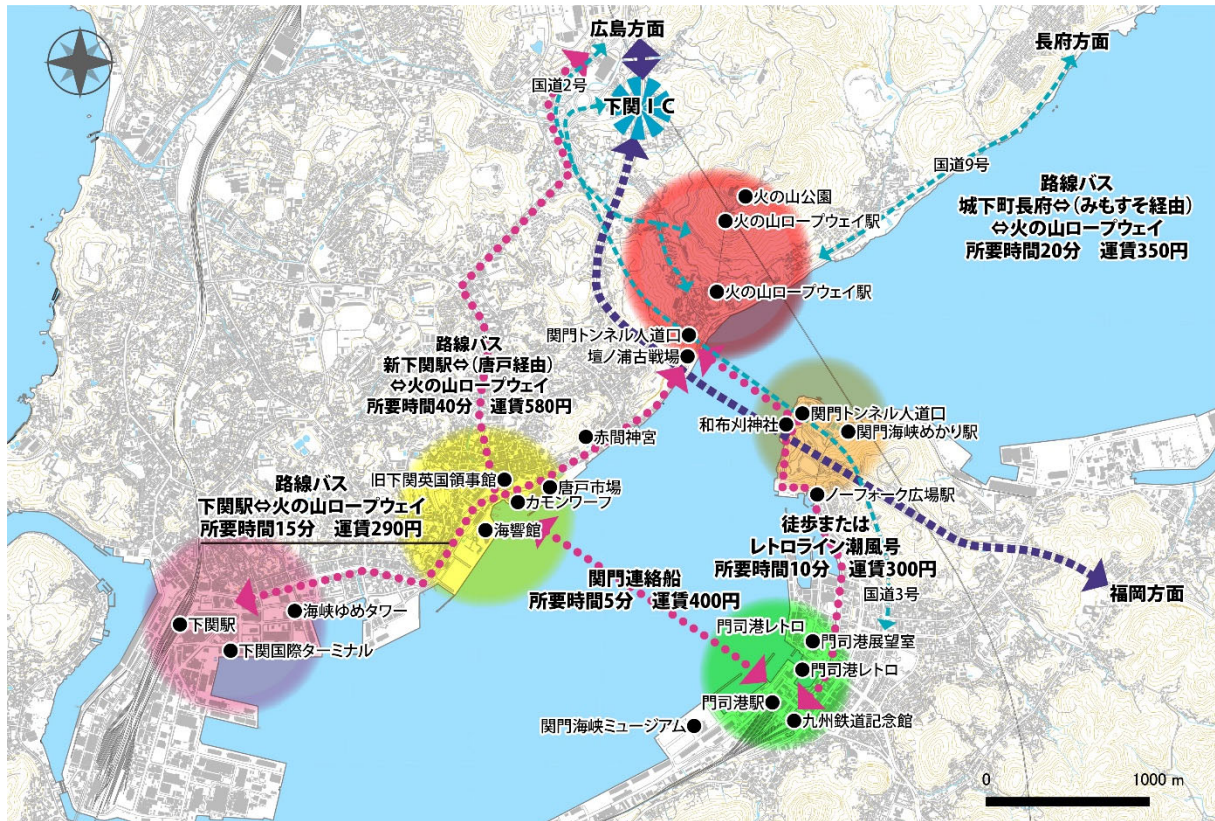 広島方面
長府方面
国道2号
下関IC
国道9号
路線バス
城下町長府⇔(みもすそ経由)
⇔火の山ロープウェイ
所要時間20分 運賃350円
火の山公園
火の山ロープウェイ駅
火の山ロープウェイ駅
関門トンネル人道口
壇ノ浦古戦場
路線バス
新下関駅⇔(唐戸経由)
⇔火の山ロープウェイ
所要時間40分 運賃580円
関門トンネル人道口
和布刈神社
関門海峡めかり駅
赤間神宮
旧下関英国領事館
唐戸市場
カモンワーフ
海響館
ノーフォーク広場駅
路線バス
下関駅⇔火の山ロープウェイ
所要時間15分 運賃290円
徒歩または
レトロライン潮風号
所要時間10分 運賃300円
関門連絡船
所要時間5分 運賃400円
国道3号
福岡方面
海峡ゆめタワー
下関駅
下関国際ターミナル
門司港レトロ
門司港展望室
門司港レトロ
門司港駅
九州鉄道記念館
関門海峡ミュージアム
0 1000 m